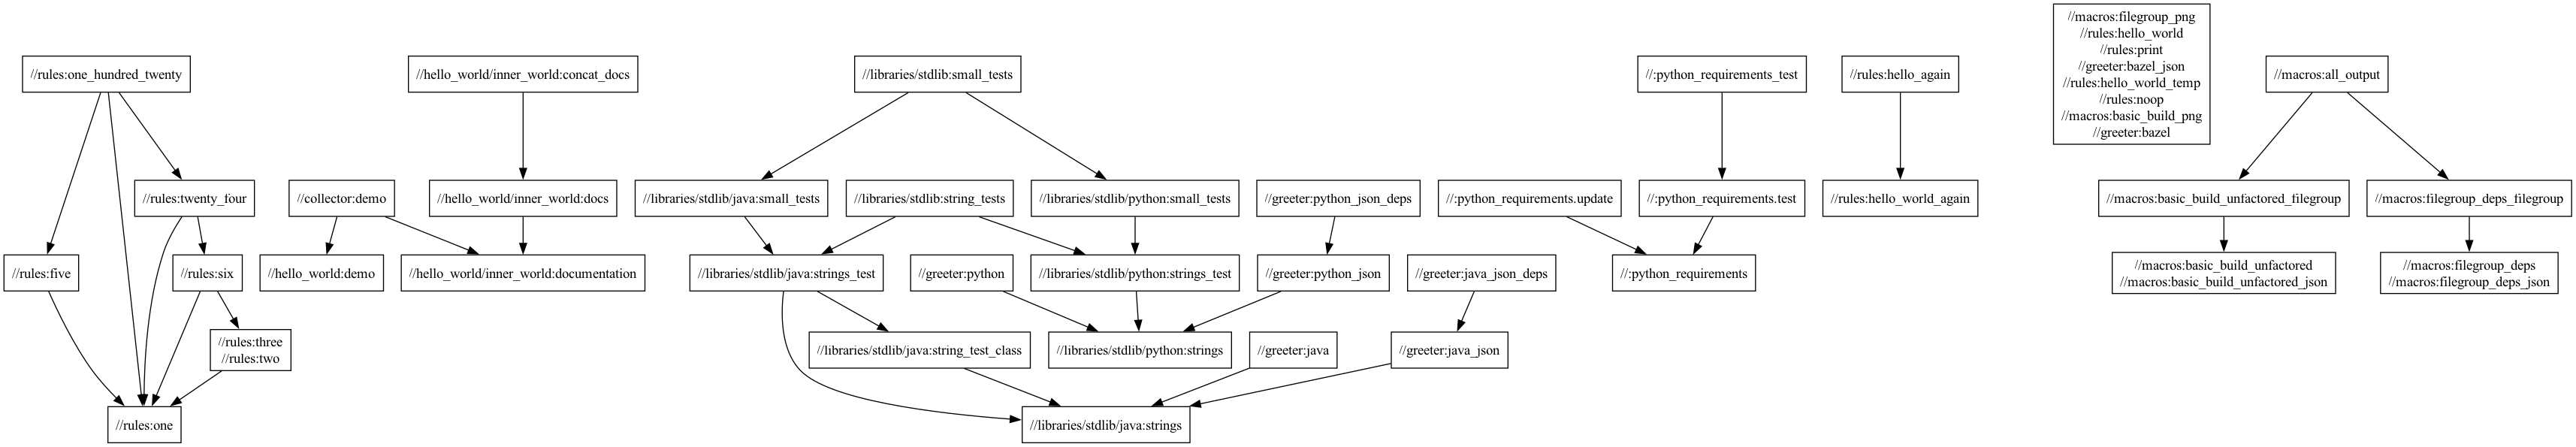 //macros:filegroup_png
//rules:hello_world
//rules:print
//greeter:bazel_json
//rules:hello_world_temp
//rules:noop
//macros:basic_build_png
//greeter:bazel
//rules:one_hundred_twenty
//hello_world/inner_world:concat_docs
//libraries/stdlib:small_tests
//:python_requirements_test
//rules:hello_again
//macros:all_output
//rules:twenty_four
//collector:demo
//hello_world/inner_world:docs
//libraries/stdlib/java:small_tests
//libraries/stdlib:string_tests
//libraries/stdlib/python:small_tests
//greeter:python_json_deps
//:python_requirements.update
//:python_requirements.test
//rules:hello_world_again
//macros:basic_build_unfactored_filegroup
//macros:filegroup_deps_filegroup
//rules:five
//rules:six
//hello_world:demo
//hello_world/inner_world:documentation
//libraries/stdlib/java:strings_test
//greeter:python
//libraries/stdlib/python:strings_test
//greeter:python_json
//greeter:java_json_deps
//:python_requirements
//macros:basic_build_unfactored
//macros:basic_build_unfactored_json
//macros:filegroup_deps
//macros:filegroup_deps_json
//rules:three
//rules:two
//libraries/stdlib/java:string_test_class
//libraries/stdlib/python:strings
//greeter:java
//greeter:java_json
//rules:one
//libraries/stdlib/java:strings